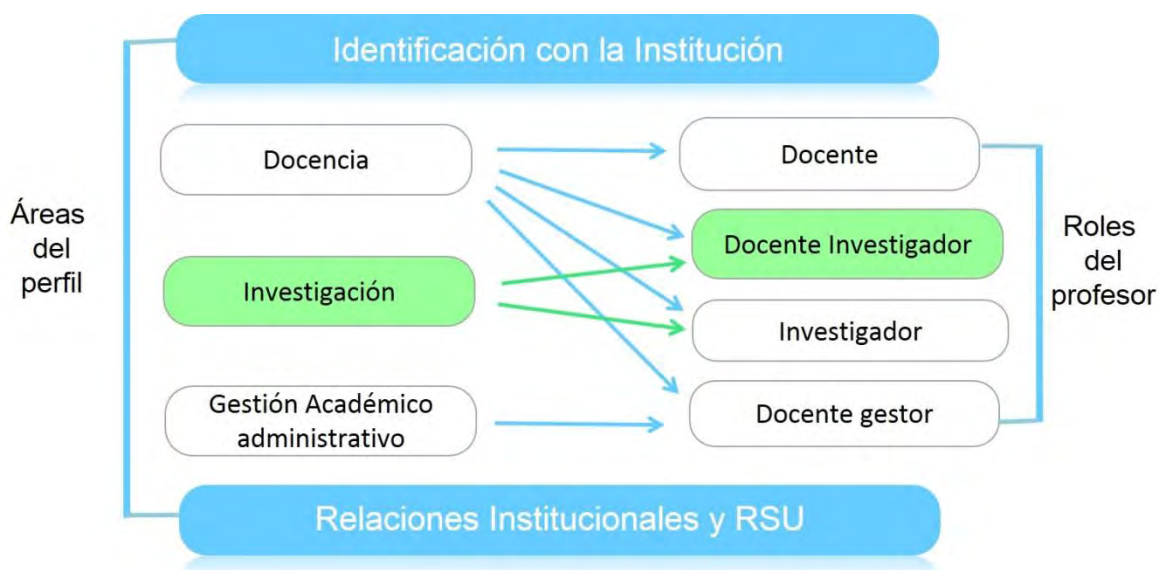 Identificación con la Institución
Docencia
Docente
Áreas
del
perfil
Docente Investigador
Roles
del
profesor
Investigación
Investigador
Gestión Académico
administrativo
Docente gestor
Relaciones Institucionales y RSU